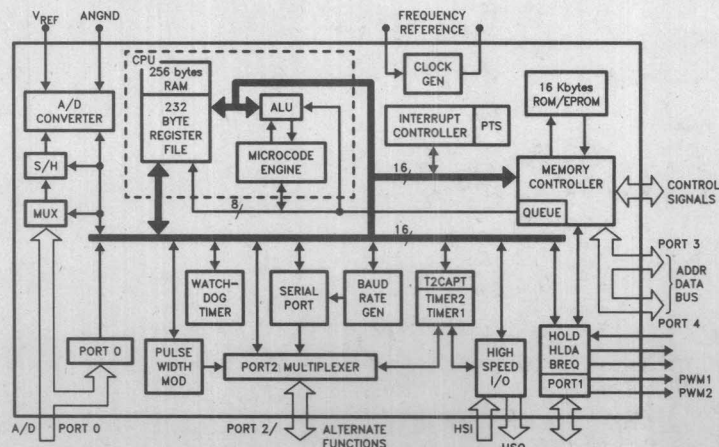 VREF
ANGND
FREQUENCY
REFERENCE
CPU
256 bytes
RAM
232
BYTE
REGISTER
FILE
ALU
MICROCODE
ENGINE
CLOCK
GEN
16 Kbytes
ROM/EPROM
A/D
CONVERTER
S/H
MUX
INTERRUPT
CONTROLLER
PTS
MEMORY
CONTROLLER
QUEUE
CONTROL
SIGNALS
16
8
16
PORT 3
ADDR
DATA
BUS
PORT 4
WATCH-
DOG
TIMER
SERIAL
PORT
BAUD
RATE
GEN
T2CAPT
TIMER2
TIMER1
PORT 0
PULSE
WIDTH
MOD
PORT2 MULTIPLEXER
HIGH
SPEED
I/O
HOLD
HLDA
BREQ
PORT1
PWM1
PWM2
A/D
PORT 0
PORT 2/
ALTERNATE
FUNCTIONS
HSI
HSO